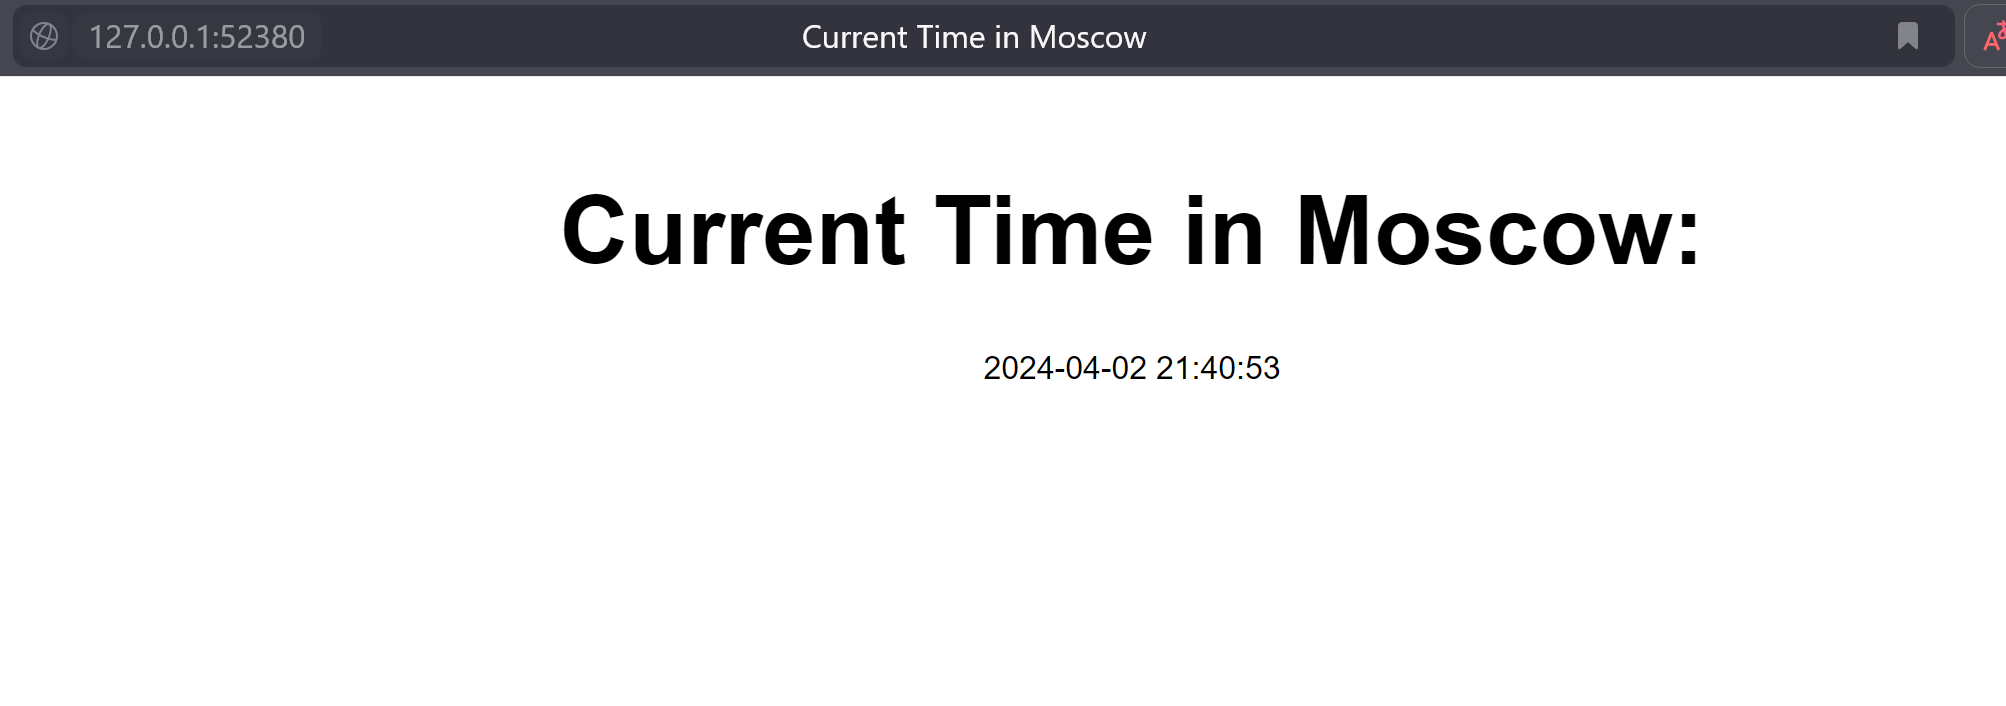 127.0.0.1:52380 Current Time in Moscow
Current Time in Moscow:
2024-04-02 21:40:53